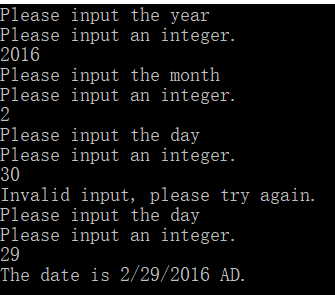 Please input the year
Please input an integer.
2016
Please input the month
Please input an integer.
2
Please input the day
Please input an integer.
30
Invalid input, please try again.
Please input the day
Please input an integer.
29
The date is 2/29/2016 AD.